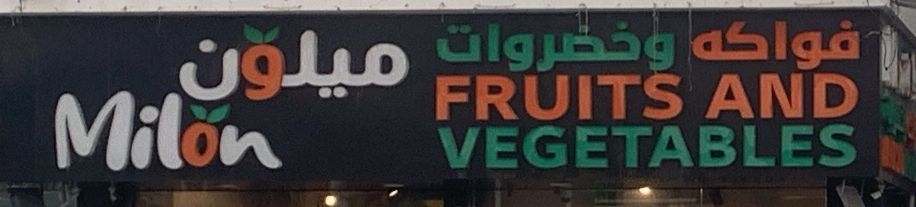 ميلون
Milon
فواكه وخضروات
FRUITS AND
VEGETABLES